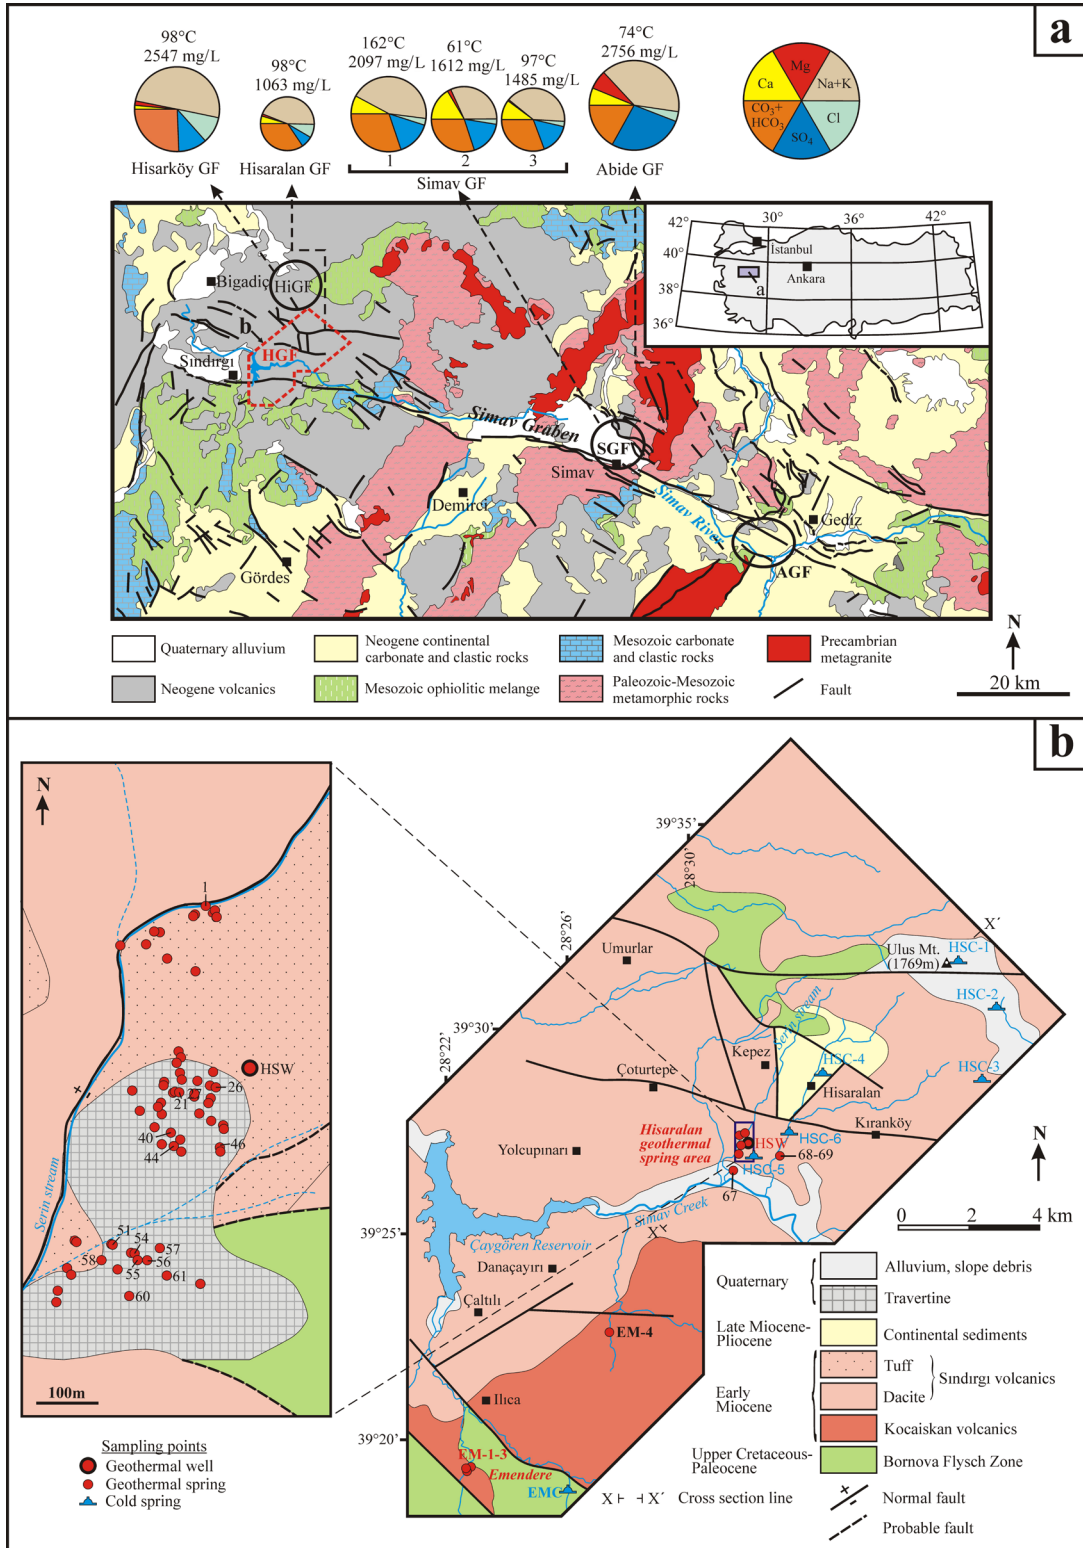 a
98°C
2547 mg/L
98°C
1063 mg/L
162°C
2097 mg/L
61°C
1612 mg/L
97°C
1485 mg/L
74°C
2756 mg/L
Mg
Ca
Na+K
CO3+
HCO3
Cl
SO4
1
2
3
Hisarköy GF
Hisaralan GF
Simav GF
Abide GF
42°
40°
38°
36°
30°
36°
42°
İstanbul
Ankara
a
Bigadiç
HiGF
b
HGF
Sındırgı
Simav Graben
SGF
Simav
Demirci
Simav River
Gediz
AGF
Gördes
N
20 km
Quaternary alluvium
Neogene continental
carbonate and clastic rocks
Mesozoic carbonate
and clastic rocks
Precambrian
metagranite
Neogene volcanics
Mesozoic ophiolitic melange
Paleozoic-Mesozoic
metamorphic rocks
Fault
b
N
1
HSW
26
27
21
40
44
46
Serin stream
51
54
57
58
55
56
61
60
100m
Sampling points
Geothermal well
Geothermal spring
Cold spring
39°35'
28°30'
28°26'
39°30'
28°22'
39°25'
39°20'
X´
Ulus Mt.
(1769m)
HSC-1
HSC-2
HSC-3
HSC-4
Umurlar
Serin stream
Kepez
Çoturtepe
Hisaralan
Hisaralan
geothermal
spring area
Kıranköy
HSC-6
HSW
68-69
HSC-5
67
Yolcupınarı
Simav Creek
X
Çaygören Reservoir
Danaçayırı
Çaltılı
EM-4
Ilıca
EM-1-3
Emendere
EMC
N
0 2 4 km
Quaternary
Alluvium, slope debris
Travertine
Late Miocene-
Pliocene
Continental sediments
Early
Miocene
Tuff
Dacite
Sındırgı volcanics
Kocaiskan volcanics
Upper Cretaceous-
Paleocene
Bornova Flysch Zone
X X´ Cross section line
Normal fault
Probable fault